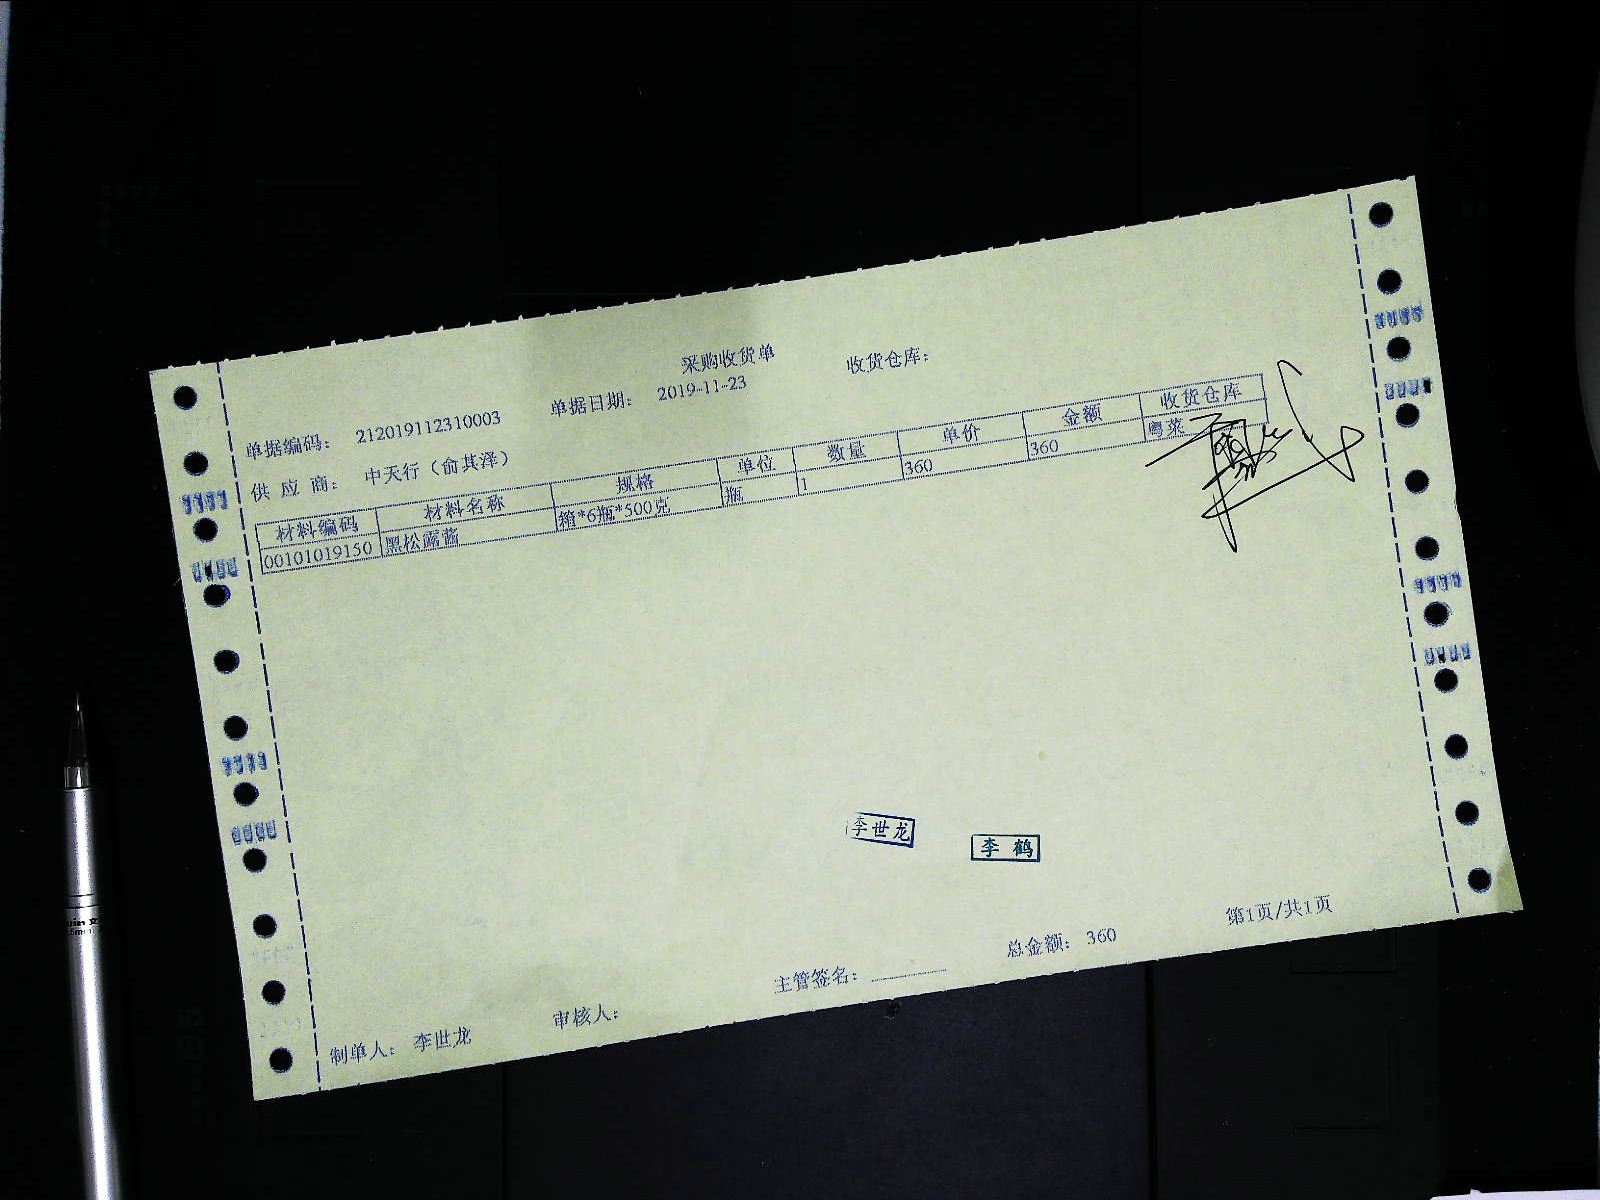 采购收货单
收货仓库：
单据编码： 212019112310003 单据日期： 2019-11-23
供应商： 中天行（俞其泽）
材料编码 材料名称 规格 单位 数量 单价 金额 收货仓库
00101019150 黑松露酱 箱*6瓶*500克 瓶 1 360 360 粤菜
李世龙
李鹤
制单人： 李世龙 审核人： 主管签名： 总金额： 360 第1页/共1页